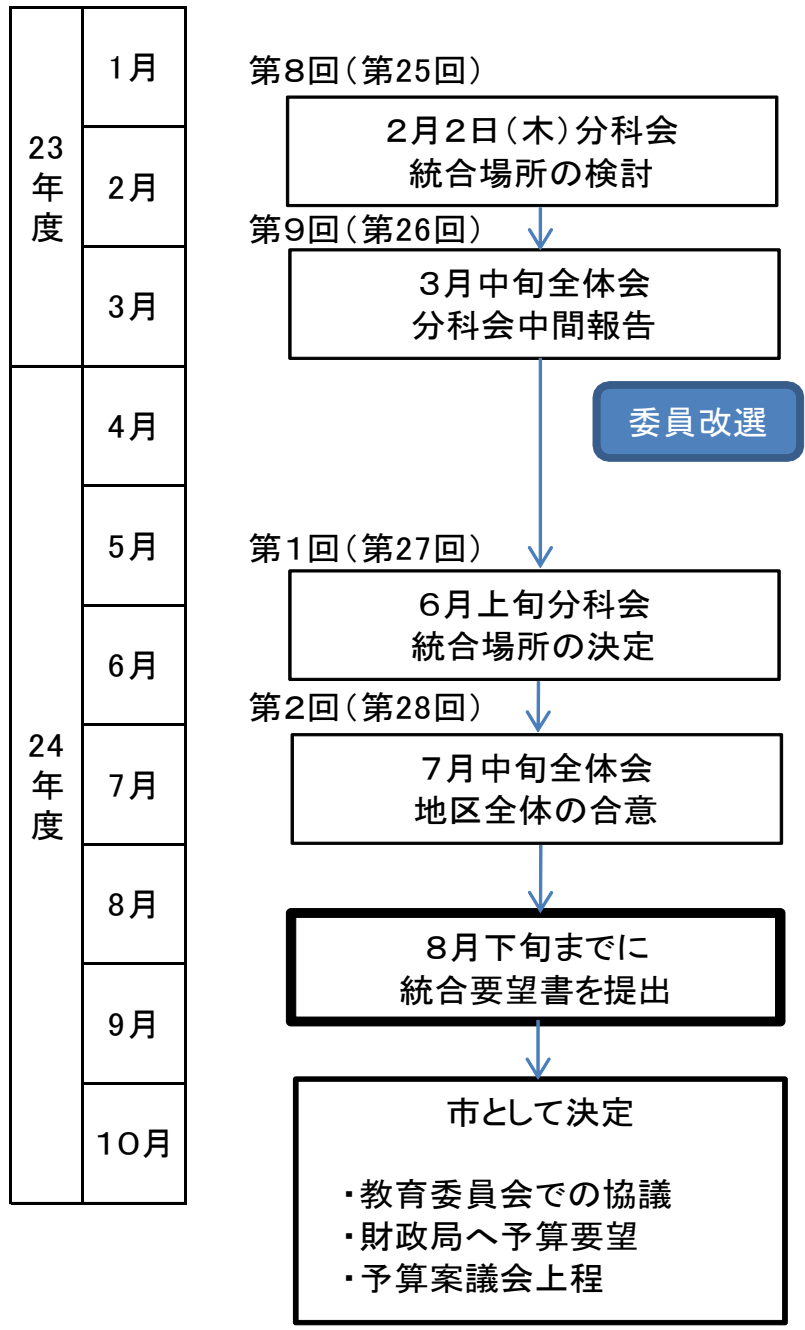 23
年
度
1月
2月
3月
24
年
度
4月
5月
6月
7月
8月
9月
10月
第8回（第25回）
2月2日（木）分科会
統合場所の検討
第9回（第26回）
3月中旬全体会
分科会中間報告
委員改選
第1回（第27回）
6月上旬分科会
統合場所の決定
第2回（第28回）
7月中旬全体会
地区全体の合意
8月下旬までに
統合要望書を提出
市として決定
・教育委員会での協議
・財政局へ予算要望
・予算案議会上程